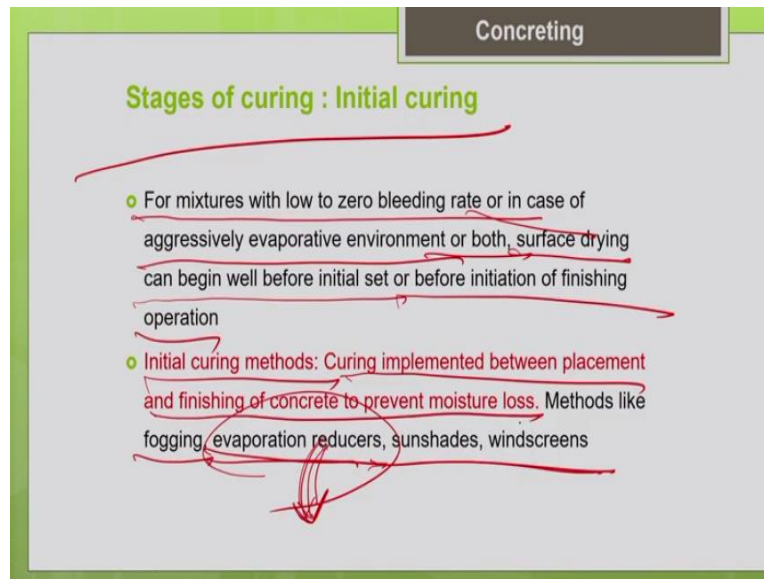 Concreting
Stages of curing : Initial curing
For mixtures with low to zero bleeding rate or in case of
aggressively evaporative environment or both, surface drying
can begin well before initial set or before initiation of finishing
operation
Initial curing methods: Curing implemented between placement
and finishing of concrete to prevent moisture loss. Methods like
fogging, evaporation reducers, sunshades, windscreens